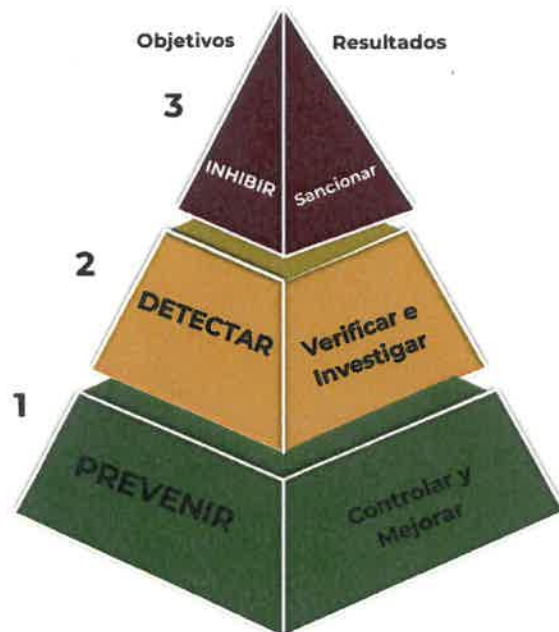 Objetivos Resultados
3
INHIBIR Sancionar
2
DETECTAR Verificar e
Investigar
1
PREVENIR Controlar y
Mejorar